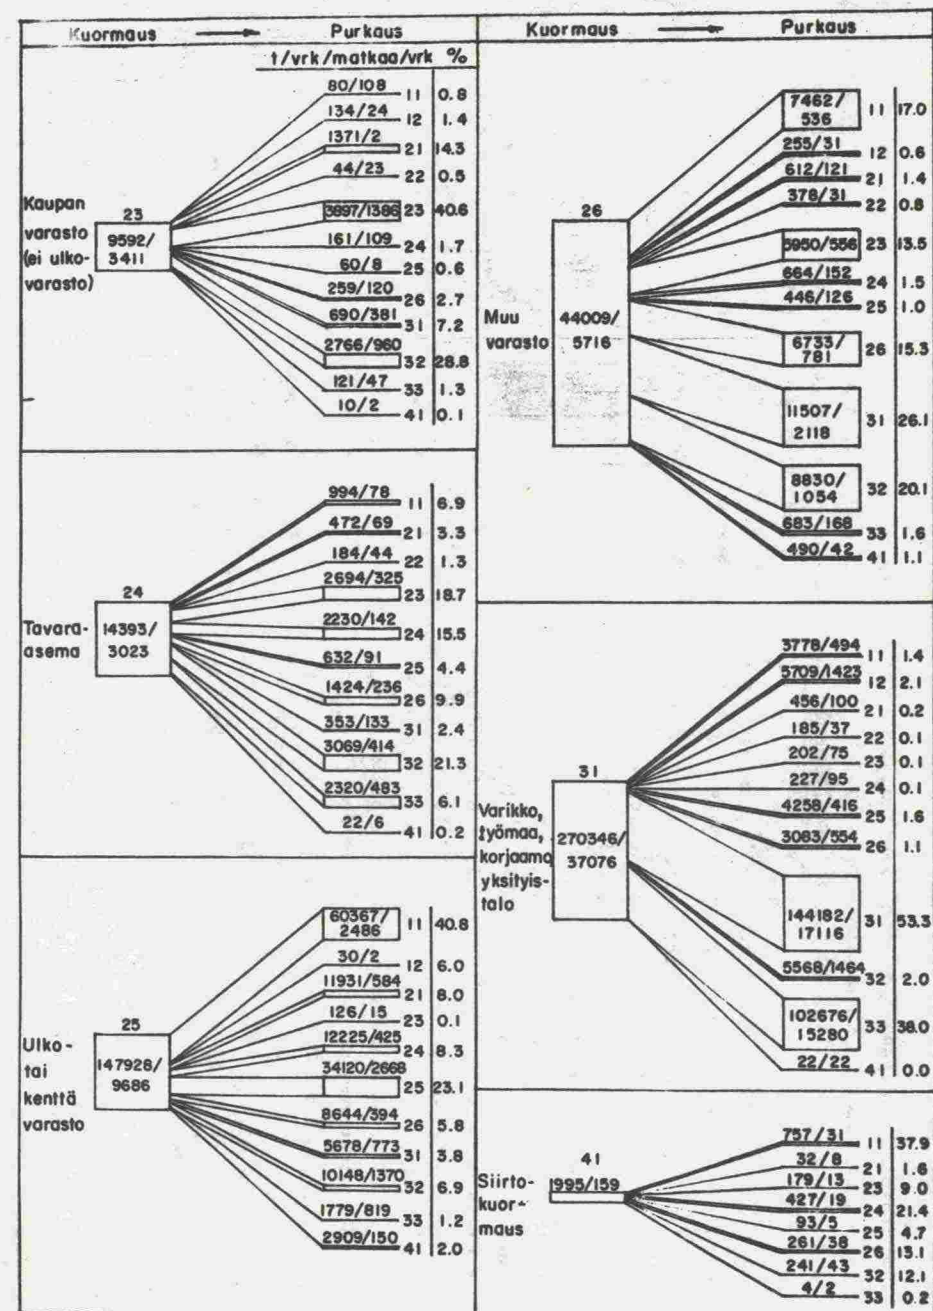 Kuormaus → Purkaus
t/vrk/matkaa/vrk %
Kaupan
varasto
(ei ulko-
varasto)
23
9592/
3411
80/108 11 0.8
134/24 12 1.4
1371/2 21 14.3
44/23 22 0.5
3897/1386 23 40.6
161/109 24 1.7
60/8 25 0.6
259/120 26 2.7
690/381 31 7.2
2766/960 32 28.8
121/47 33 1.3
10/2 41 0.1
Tavara-
asema
24
14393/
3023
994/78 11 6.9
472/69 21 3.3
184/44 22 1.3
2694/325 23 18.7
2230/142 24 15.5
632/91 25 4.4
1424/236 26 9.9
353/133 31 2.4
3069/414 32 21.3
2320/483 33 6.1
22/6 41 0.2
Ulko-
tai
kenttä
varasto
25
147928/
9686
60367/
2486 11 40.8
30/2 12 6.0
11931/584 21 8.0
126/15 23 0.1
12225/425 24 8.3
34120/2668 25 23.1
8644/394 26 5.8
5678/773 31 3.8
10148/1370 32 6.9
1779/819 33 1.2
2909/150 41 2.0
Kuormaus → Purkaus
Muu
varasto
26
44009/
5716
7462/
536 11 17.0
255/31 12 0.6
612/121 21 1.4
378/31 22 0.8
5950/556 23 13.5
664/152 24 1.5
446/126 25 1.0
6733/
781 26 15.3
11507/
2118 31 26.1
8830/
1054 32 20.1
683/168 33 1.6
490/42 41 1.1
Varikko,
työmaa,
korjaamo
yksityis-
talo
31
270346/
37076
3778/494 11 1.4
5709/1423 12 2.1
456/100 21 0.2
185/37 22 0.1
202/75 23 0.1
227/95 24 0.1
4258/416 25 1.6
3083/554 26 1.1
144182/
17116 31 53.3
5568/1464 32 2.0
102676/
15280 33 38.0
22/22 41 0.0
Siirto-
kuor-
maus
41
1995/159
757/31 11 37.9
32/8 21 1.6
179/13 23 9.0
427/19 24 21.4
93/5 25 4.7
261/38 26 13.1
241/43 32 12.1
4/2 33 0.2